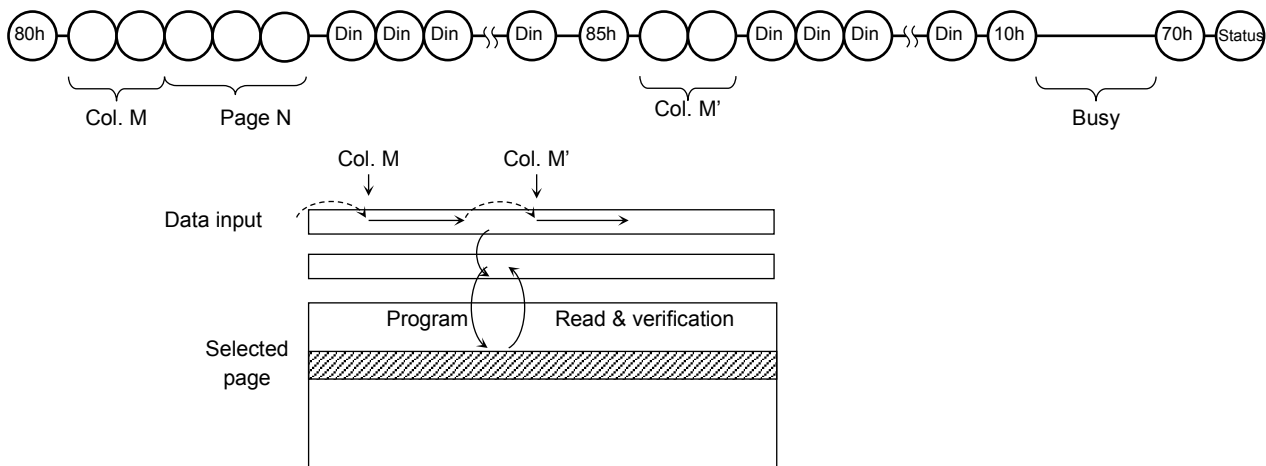 80h Din Din Din Din 85h Din Din Din Din 10h 70h Status
Col. M Page N Col. M' Busy
Col. M Col. M'
Data input
Program Read & verification
Selected
page